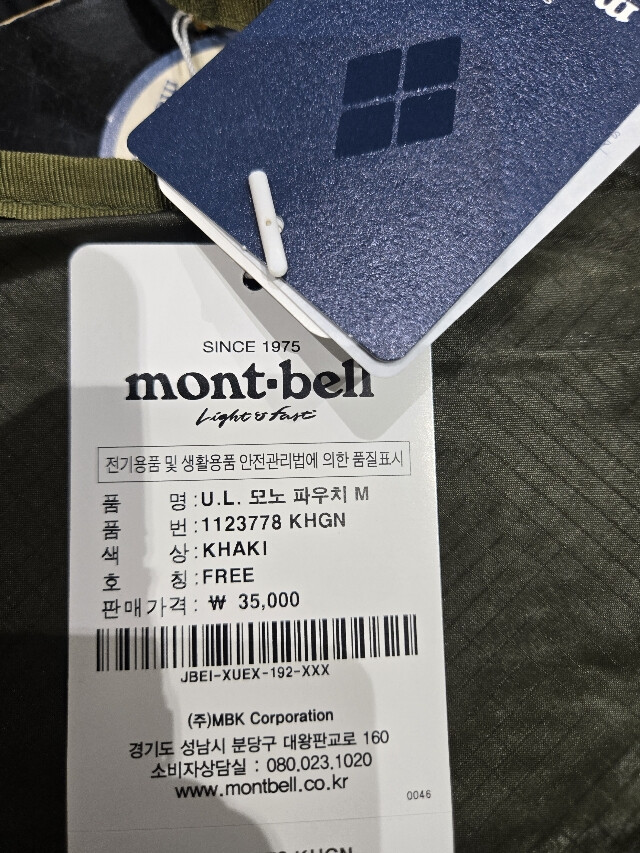 SINCE 1975
mont·bell
Light & Fast
전기용품 및 생활용품 안전관리법에 의한 품질표시
품 명 : U.L. 모노 파우치 M
품 번 : 1123778 KHGN
색 상 : KHAKI
호 칭 : FREE
판매가격 : ₩ 35,000
JBEI-XUEX-192-XXX
(주)MBK Corporation
경기도 성남시 분당구 대왕판교로 160
소비자상담실 : 080.023.1020
www.montbell.co.kr
0046
KHGN